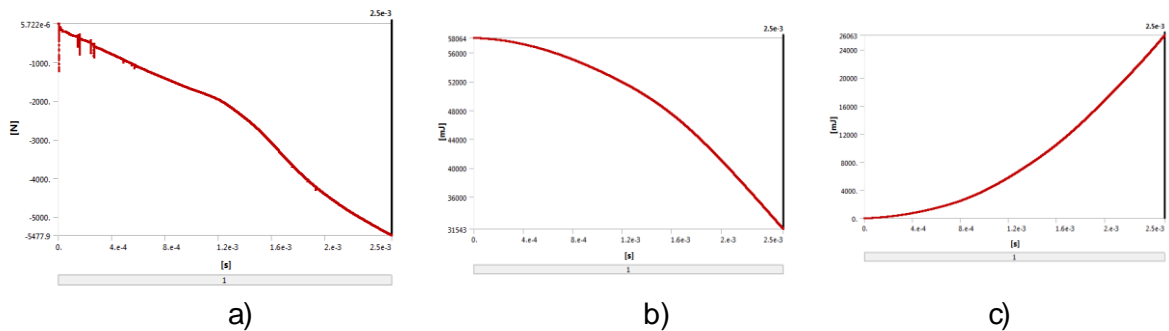 2.5e-3
5.722e-6
-1000.
-2000.
-3000.
-4000.
-5000.
-5477.9
[N]
0. 4.e-4 8.e-4 1.2e-3 1.6e-3 2.e-3 2.5e-3
[s]
1
a)
2.5e-3
58064
56000
52000
48000
44000
40000
36000
31543
[mJ]
0. 4.e-4 8.e-4 1.2e-3 1.6e-3 2.e-3 2.5e-3
[s]
1
b)
2.5e-3
26063
24000
20000
16000
12000
8000.
4000.
0.
[mJ]
0. 4.e-4 8.e-4 1.2e-3 1.6e-3 2.e-3 2.5e-3
[s]
1
c)